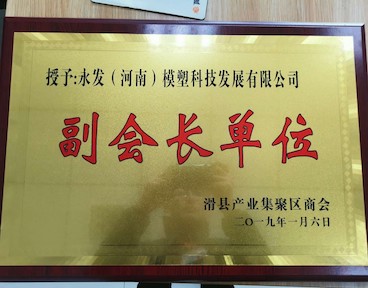 授予:永发（河南）模塑科技发展有限公司
副会长单位
滑县产业集聚区商会
二〇一九年一月六日